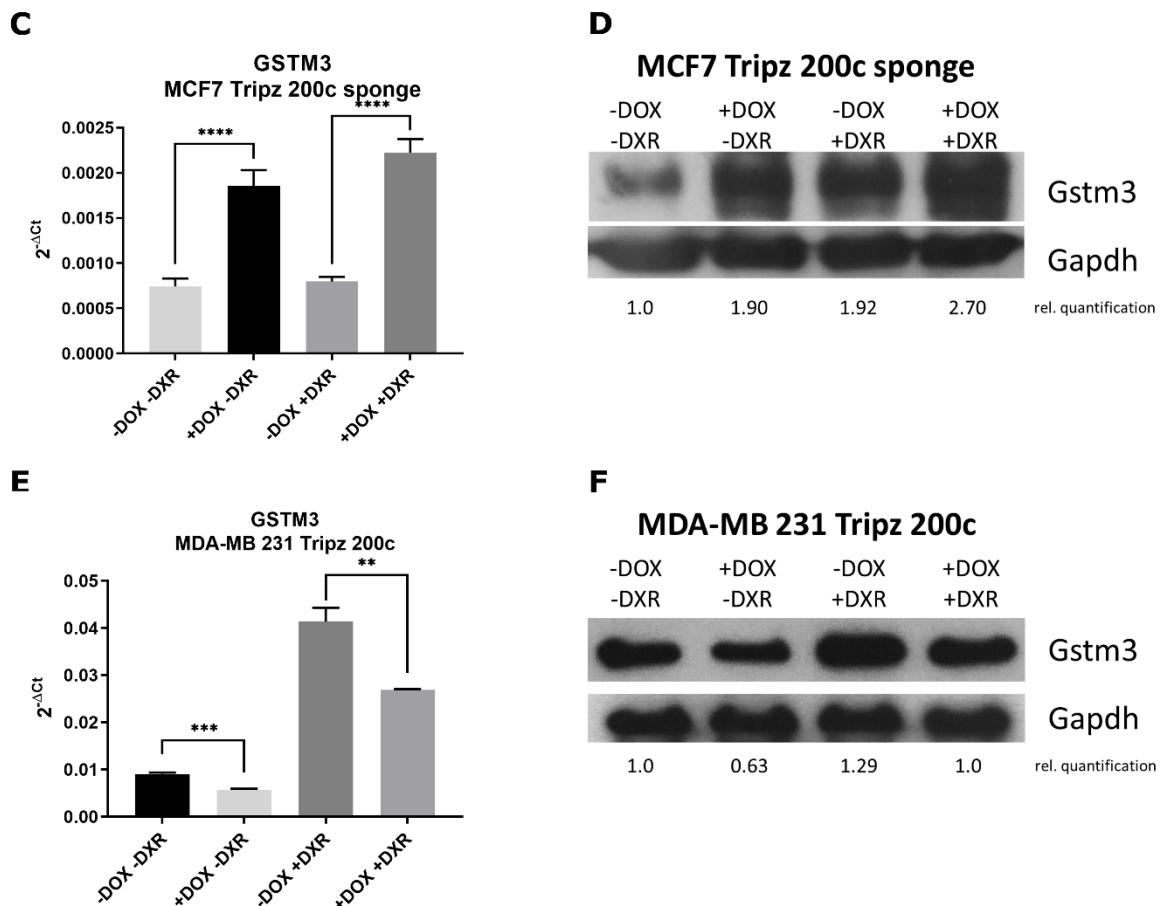 C
GSTM3
MCF7 Tripz 200c sponge
****
****
0.0025
0.0020
0.0015
0.0010
0.0005
0.0000
2-ΔCt
-DOX -DXR
+DOX -DXR
-DOX +DXR
+DOX +DXR
D
MCF7 Tripz 200c sponge
-DOX +DOX -DOX +DOX
-DXR -DXR +DXR +DXR
Gstm3
Gapdh
1.0 1.90 1.92 2.70 rel. quantification
E
GSTM3
MDA-MB 231 Tripz 200c
**
***
0.05
0.04
0.03
0.02
0.01
0.00
2-ΔCt
-DOX -DXR
+DOX -DXR
-DOX +DXR
+DOX +DXR
F
MDA-MB 231 Tripz 200c
-DOX +DOX -DOX +DOX
-DXR -DXR +DXR +DXR
Gstm3
Gapdh
1.0 0.63 1.29 1.0 rel. quantification